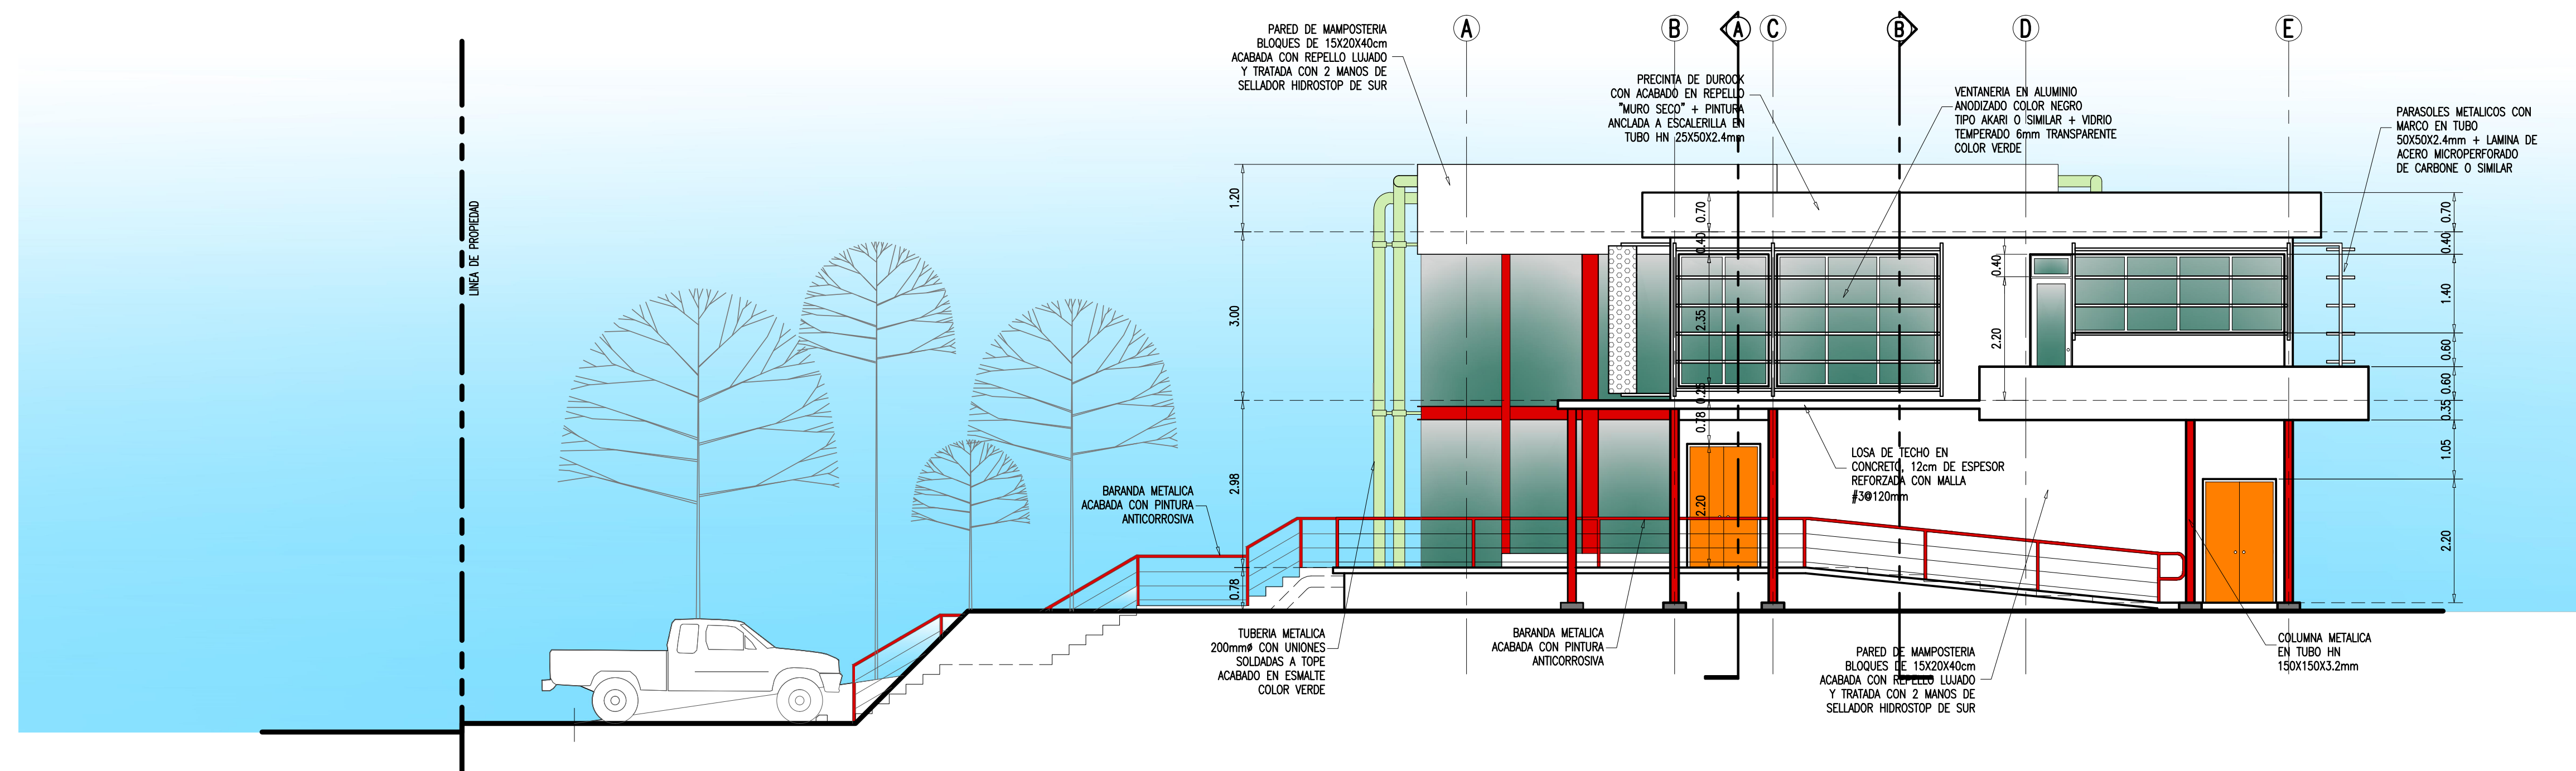 A
B
A
C
B
D
E
PARED DE MAMPOSTERIA
BLOQUES DE 15X20X40cm
ACABADA CON REPELLO LUJADO
Y TRATADA CON 2 MANOS DE
SELLADOR HIDROSTOP DE SUR
PRECINTA DE DUROCK
CON ACABADO EN REPELLO
"MURO SECO" + PINTURA
ANCLADA A ESCALERILLA EN
TUBO HN 25X50X2.4mm
VENTANERIA EN ALUMINIO
ANODIZADO COLOR NEGRO
TIPO AKARI O SIMILAR + VIDRIO
TEMPERADO 6mm TRANSPARENTE
COLOR VERDE
PARASOLES METALICOS CON
MARCO EN TUBO
50X50X2.4mm + LAMINA DE
ACERO MICROPERFORADO
DE CARBONE O SIMILAR
LINEA DE PROPIEDAD
1.20
3.00
2.98
0.78
0.70
0.40
2.35
0.25
0.78
2.20
0.40
2.20
0.70
0.40
1.40
0.60
0.60
0.35
1.05
2.20
LOSA DE TECHO EN
CONCRETO, 12cm DE ESPESOR
REFORZADA CON MALLA
#3@120mm
BARANDA METALICA
ACABADA CON PINTURA
ANTICORROSIVA
TUBERIA METALICA
200mmø CON UNIONES
SOLDADAS A TOPE
ACABADO EN ESMALTE
COLOR VERDE
BARANDA METALICA
ACABADA CON PINTURA
ANTICORROSIVA
PARED DE MAMPOSTERIA
BLOQUES DE 15X20X40cm
ACABADA CON REPELLO LUJADO
Y TRATADA CON 2 MANOS DE
SELLADOR HIDROSTOP DE SUR
COLUMNA METALICA
EN TUBO HN
150X150X3.2mm